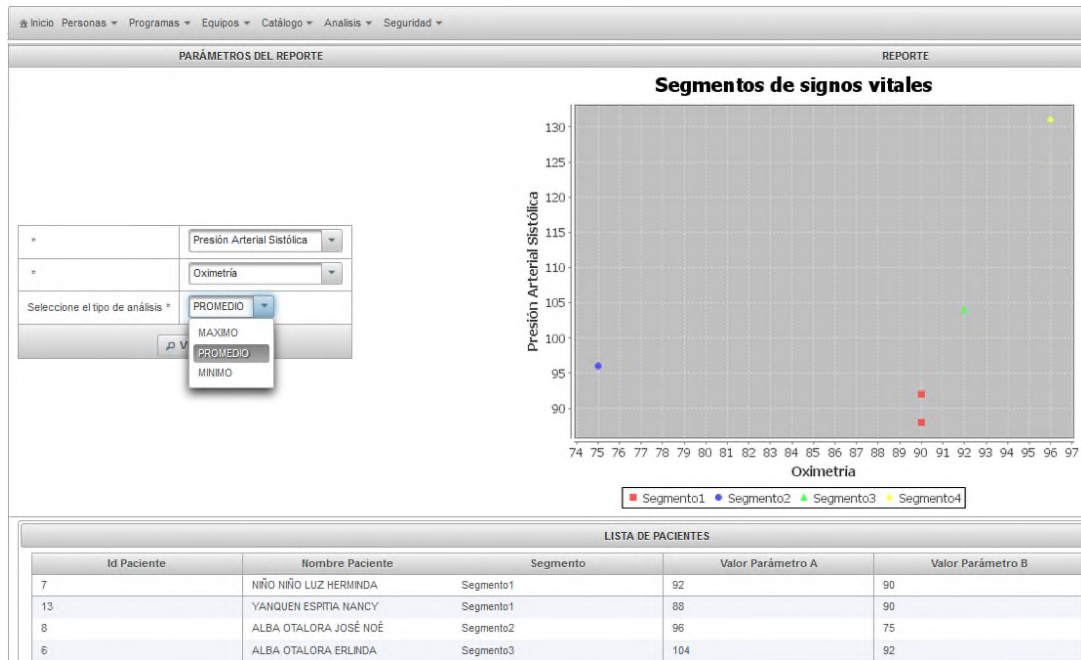 Inicio Personas Programas Equipos Catálogo Analisis Seguridad
PARÁMETROS DEL REPORTE
* Presión Arterial Sistólica
* Oximetría
Seleccione el tipo de análisis * PROMEDIO
V
MAXIMO
PROMEDIO
MINIMO
REPORTE
Segmentos de signos vitales
Presión Arterial Sistólica
130
125
120
115
110
105
100
95
90
74 75 76 77 78 79 80 81 82 83 84 85 86 87 88 89 90 91 92 93 94 95 96 97
Oximetría
Segmento1 Segmento2 Segmento3 Segmento4
LISTA DE PACIENTES
Id Paciente Nombre Paciente Segmento Valor Parámetro A Valor Parámetro B
7 NIÑO NIÑO LUZ HERMINDA Segmento1 92 90
13 YANQUEN ESPITIA NANCY Segmento1 88 90
8 ALBA OTALORA JOSÉ NOÉ Segmento2 96 75
6 ALBA OTALORA ERLINDA Segmento3 104 92